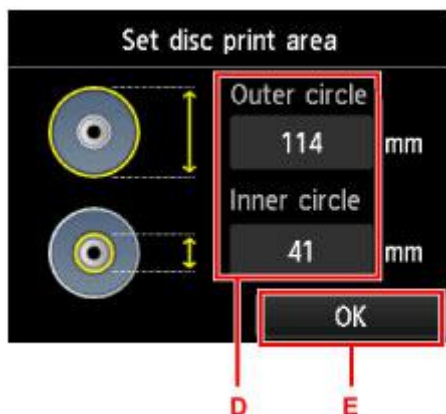 Set disc print area
Outer circle
114 mm
Inner circle
41 mm
OK
D E